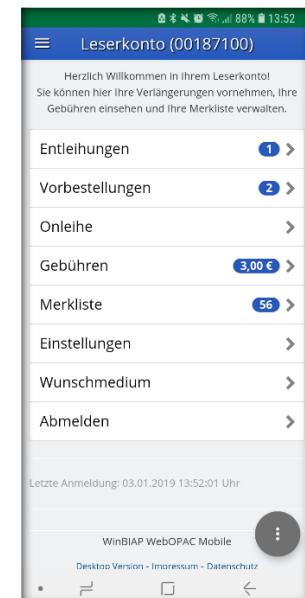 88% 13:52
Leserkonto (00187100)
Herzlich Willkommen in Ihrem Leserkonto!
Sie können hier Ihre Verlängerungen vornehmen, Ihre
Gebühren einsehen und Ihre Merkliste verwalten.
Entleihungen 1
Vorbestellungen 2
Onleihe
Gebühren 3,00 €
Merkliste 56
Einstellungen
Wunschmedium
Abmelden
Letzte Anmeldung: 03.01.2019 13:52:01 Uhr
WinBIAP WebOPAC Mobile
Desktop Version - Impressum - Datenschutz